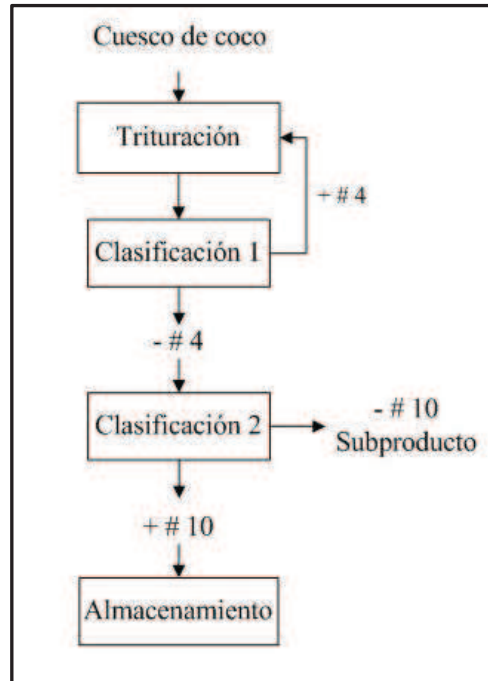 Cuesco de coco
Trituración
+ # 4
Clasificación 1
- # 4
Clasificación 2
- # 10
Subproducto
+ # 10
Almacenamiento